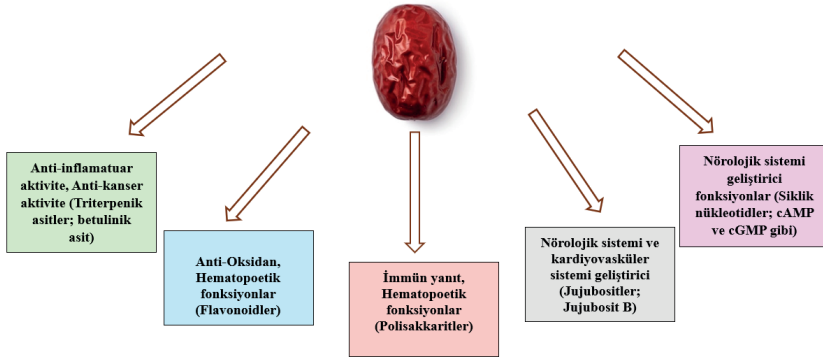 Anti-inflamatuar
aktivite, Anti-kanser
aktivite (Triterpenik
asitler; betulinik
asit)
Anti-Oksidan,
Hematopoetik
fonksiyonlar
(Flavonoidler)
İmmün yanıt,
Hematopoetik
fonksiyonlar
(Polisakkaritler)
Nörolojik sistemi ve
kardiyovasküler
sistemi geliştirici
(Jujubositler;
Jujubosit B)
Nörolojik sistemi
geliştirici
fonksiyonlar (Siklik
nükleotidler; cAMP
ve cGMP gibi)